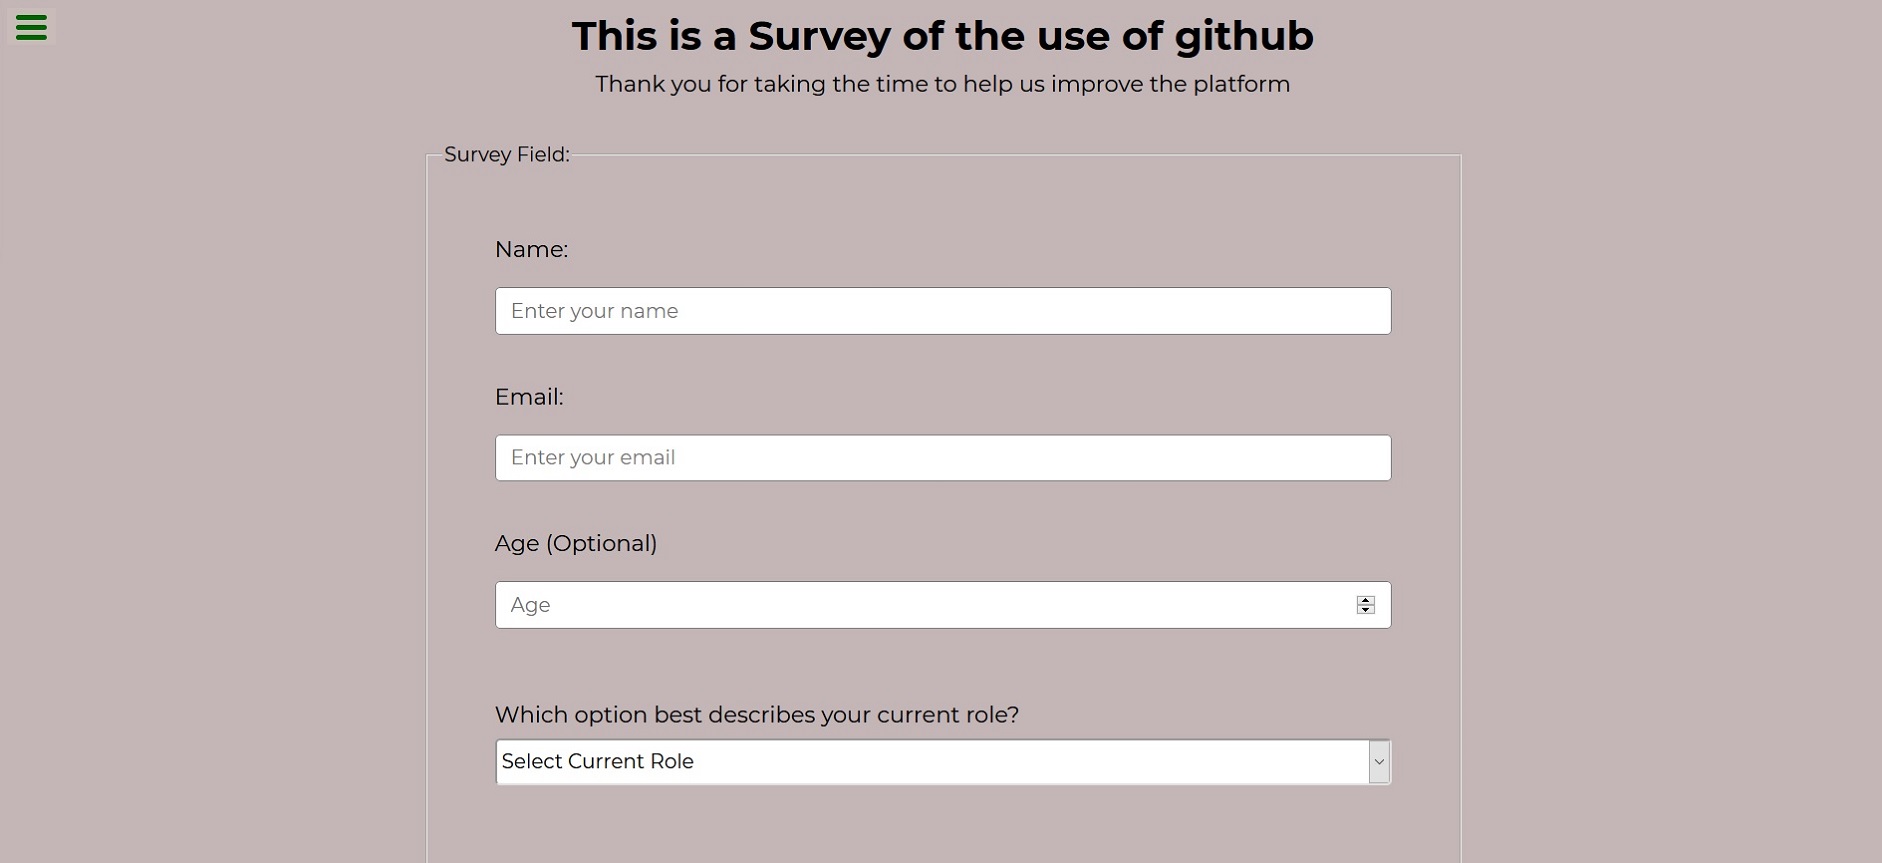 This is a Survey of the use of github
Thank you for taking the time to help us improve the platform
Survey Field:
Name:
Enter your name
Email:
Enter your email
Age (Optional)
Age
Which option best describes your current role?
Select Current Role